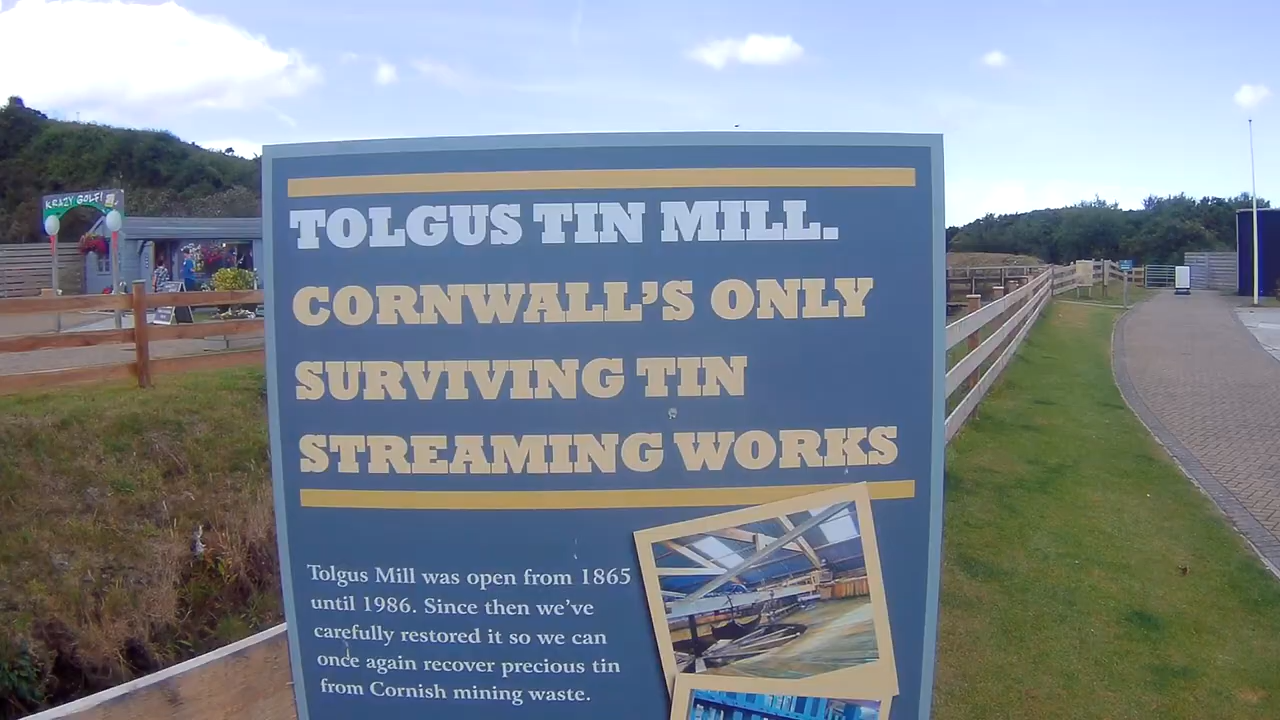 KRAZY GOLF!
TOLGUS TIN MILL.
CORNWALL'S ONLY
SURVIVING TIN
STREAMING WORKS
Tolgus Mill was open from 1865
until 1986. Since then we've
carefully restored it so we can
once again recover precious tin
from Cornish mining waste.